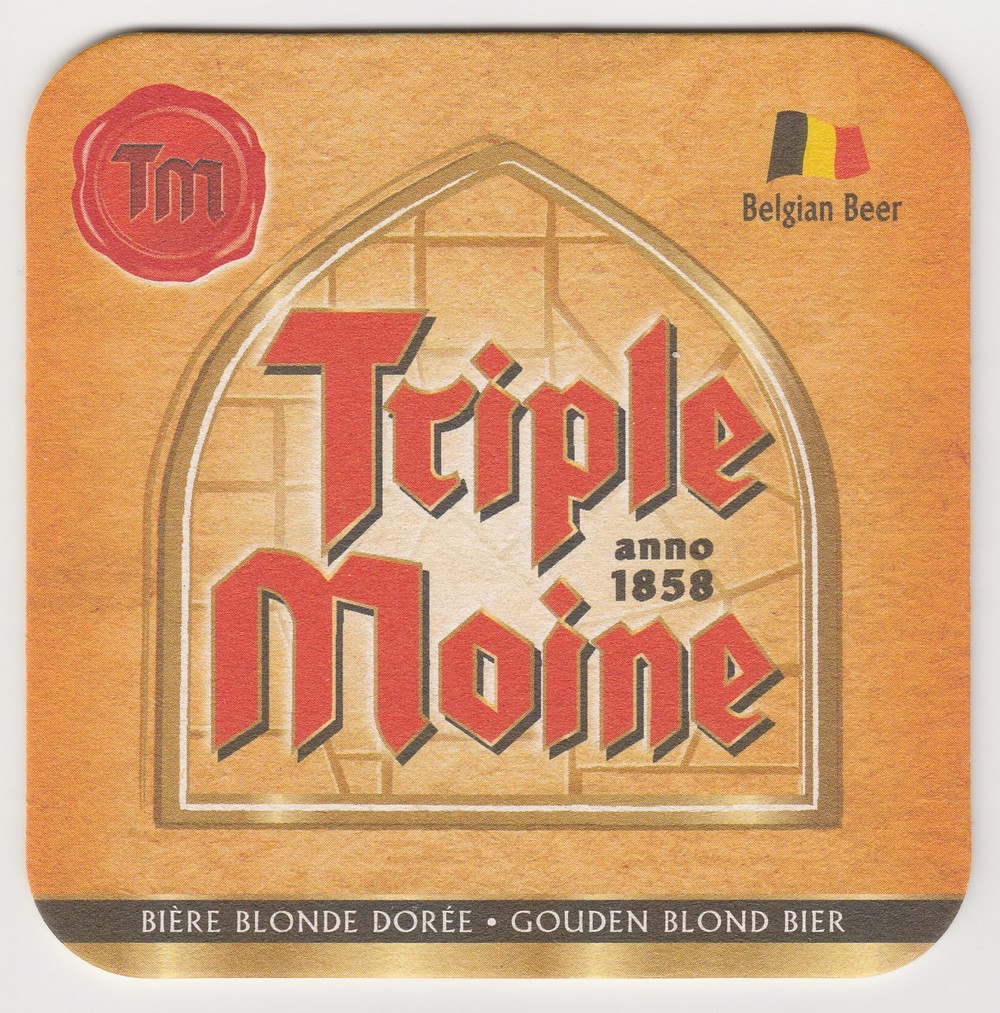 Tm
Belgian Beer
Triple
anno
1858
Moine
BIÈRE BLONDE DORÉE • GOUDEN BLOND BIER